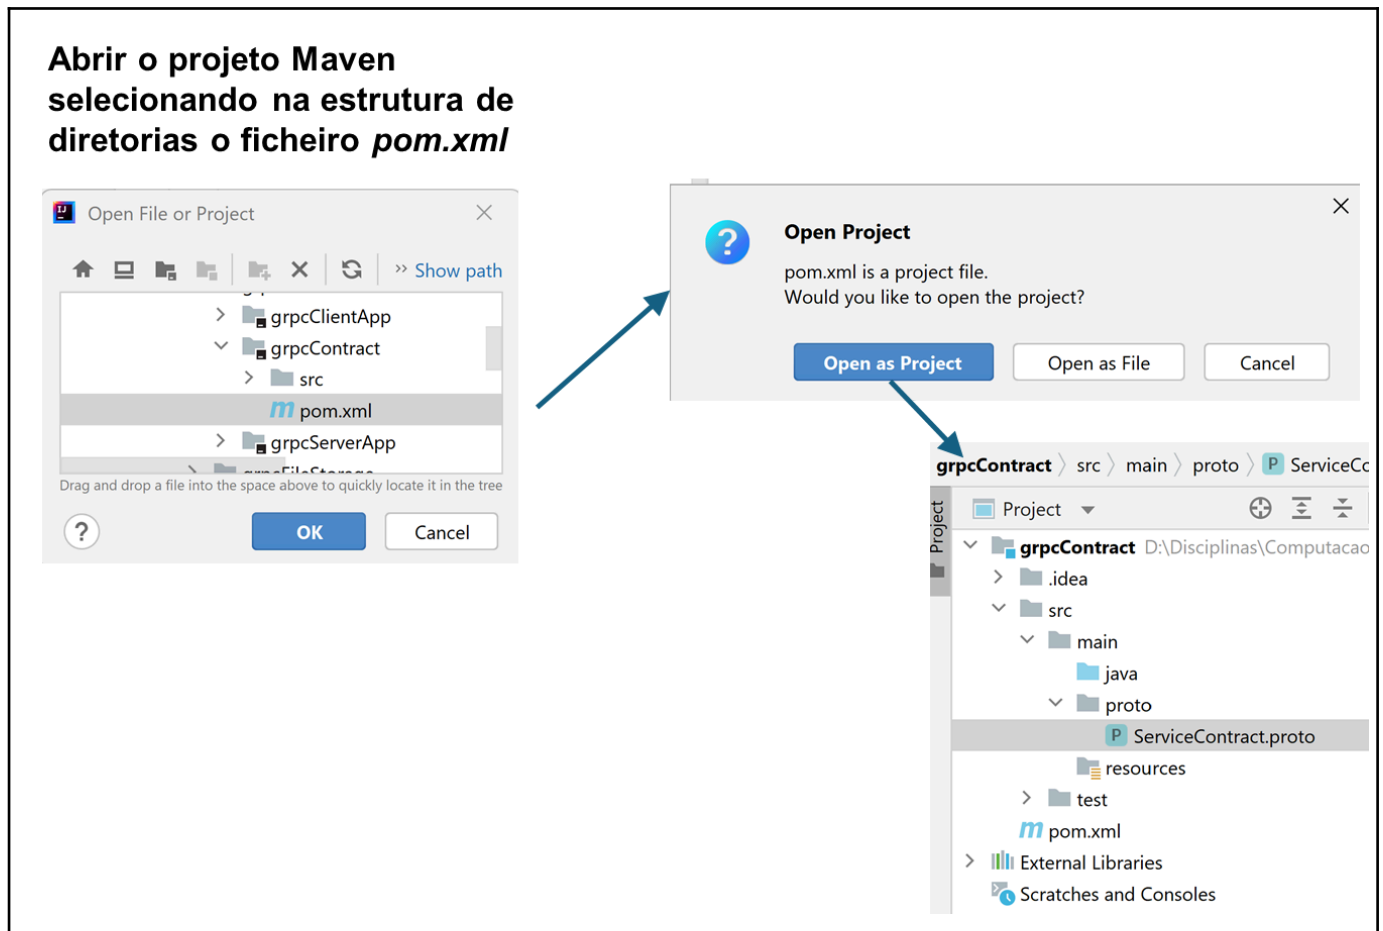 Abrir o projeto Maven
selecionando na estrutura de
diretorias o ficheiro pom.xml
Open File or Project
Show path
grpcClientApp
grpcContract
src
pom.xml
grpcServerApp
Drag and drop a file into the space above to quickly locate it in the tree
?
OK
Cancel
?
Open Project
pom.xml is a project file.
Would you like to open the project?
Open as Project
Open as File
Cancel
grpcContract > src > main > proto > P ServiceCo
Project
Project
grpcContract D:\Disciplinas\Computacao
.idea
src
main
java
proto
P ServiceContract.proto
resources
test
m pom.xml
External Libraries
Scratches and Consoles